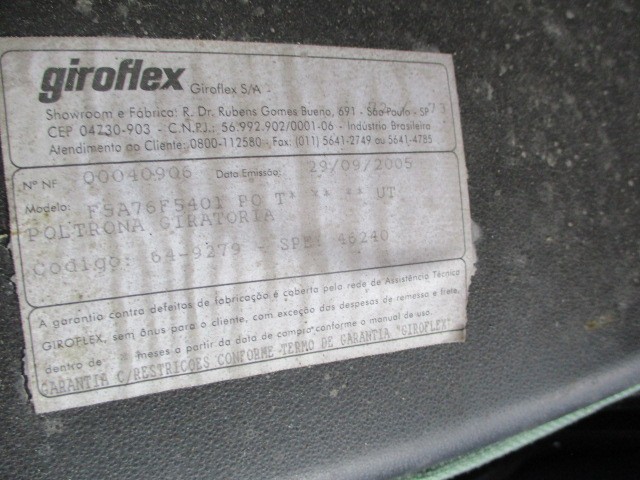 giroflex Giroflex S/A
Showroom e Fábrica: R. Dr. Rubens Gomes Bueno, 691 - São Paulo - SP
CEP 04730-903 - C.N.P.J.: 56.992.902/0001-06 - Indústria Brasileira
Atendimento ao Cliente: 0800-112580 - Fax: (011) 5641-2749 ou 5641-4785
Nº NF 00040906 Data Emissão: 29/09/2005
Modelo: F5A76F5401 PO T* ** ** UT
POLTRONA GIRATORIA
Codigo: 64-9279 - SPM: 46240
A garantia contra defeitos de fabricação é coberta pela rede de Assistência Técnica
GIROFLEX, sem ônus para o cliente, com exceção das despesas de remessa e frete,
dentro de meses a partir da data de compra conforme o manual de uso.
GARANTIA C/RESTRICOES CONFORME TERMO DE GARANTIA "GIROFLEX"